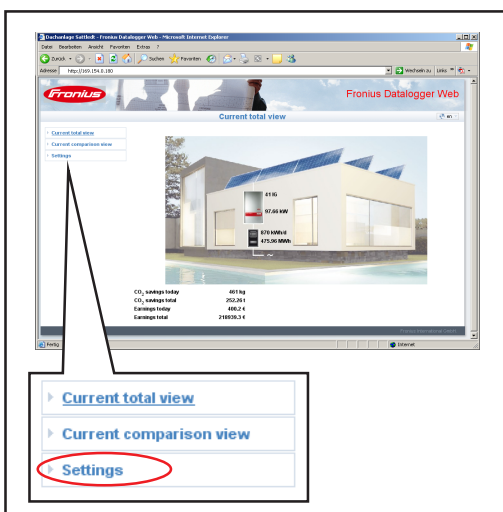 Dachanlage Sattledt - Fronius Datalogger Web - Microsoft Internet Explorer
Datei Bearbeiten Ansicht Favoriten Extras ?
Zurück Suchen Favoriten
Adresse http://169.254.0.180 Wechseln zu Links
Fronius Fronius Datalogger Web
Current total view en
Current total view
Current comparison view
Settings
41 IG
97.66 kW
870 kWh/d
475.96 MWh
CO2 savings today 461 kg
CO2 savings total 252.26 t
Earnings today 400.2 €
Earnings total 218939.3 €
Fronius International GmbH
Fertig Internet
Current total view
Current comparison view
Settings